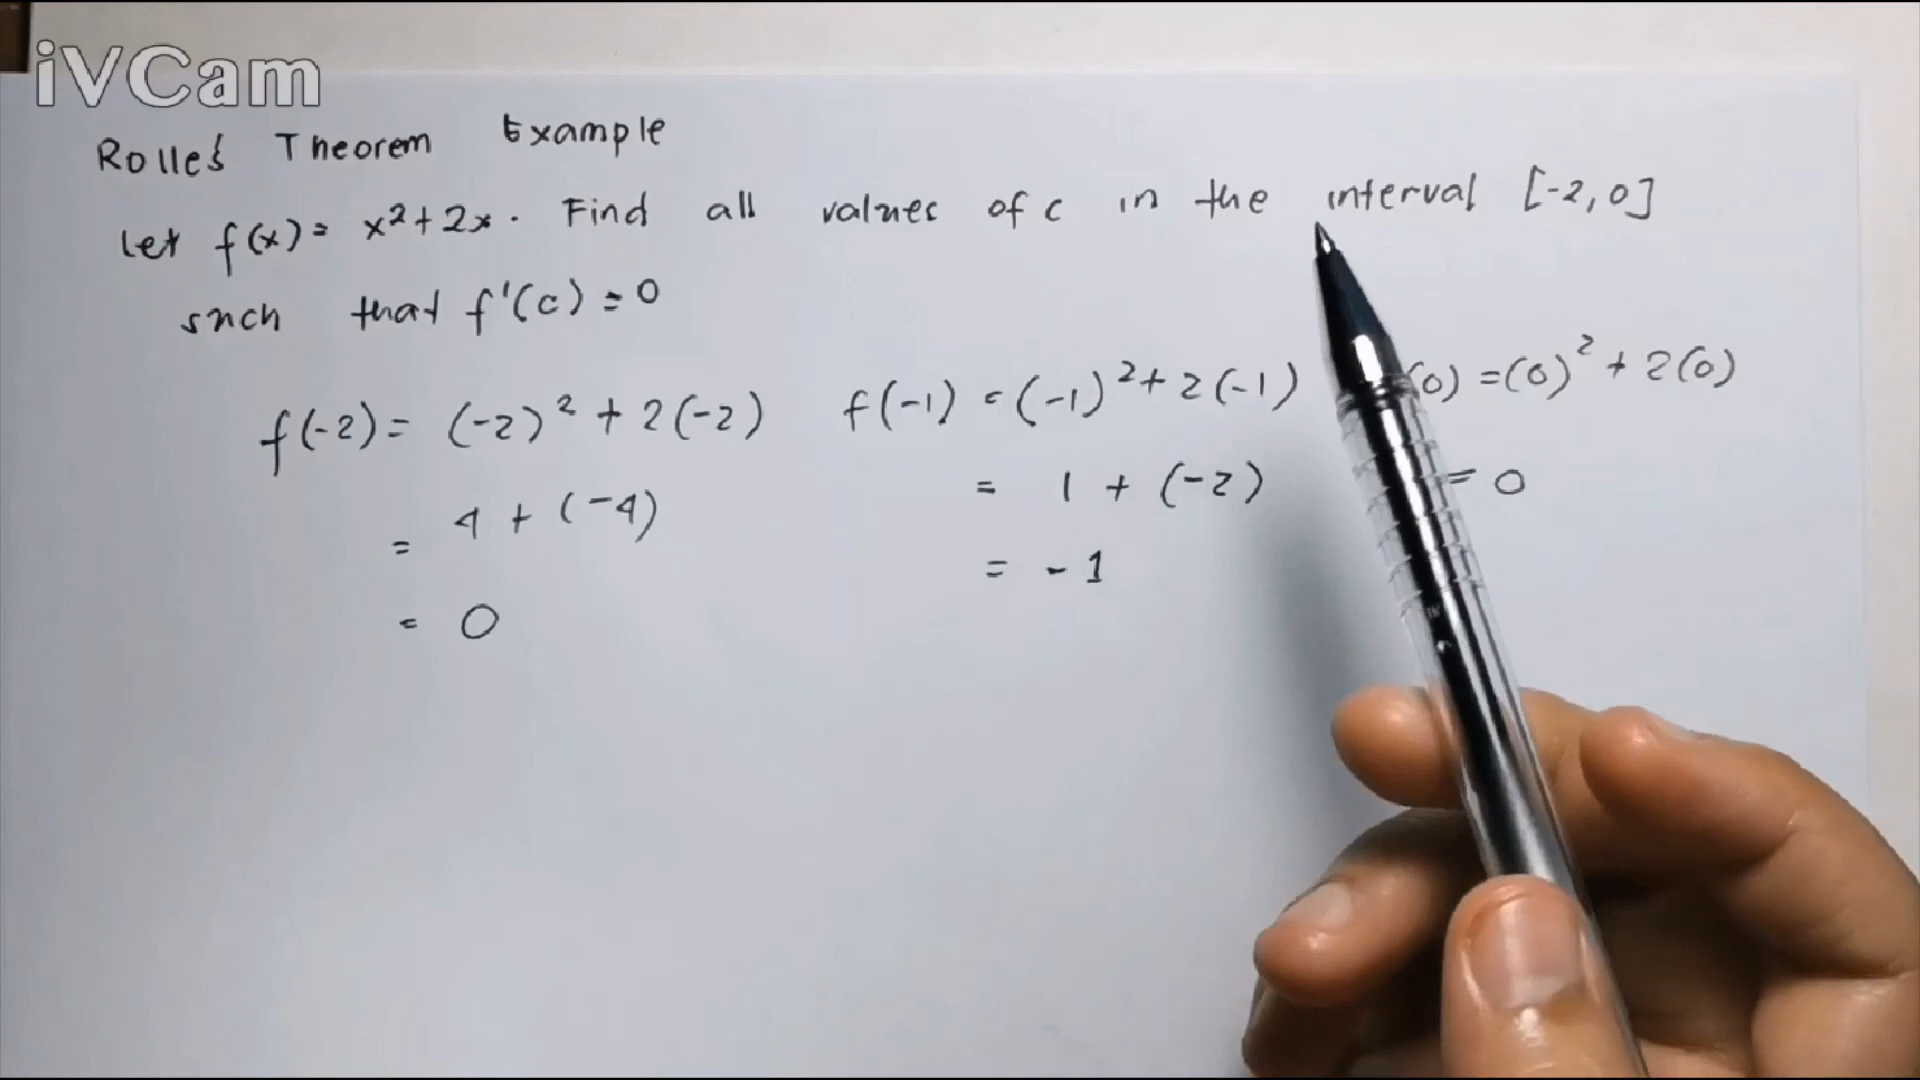 iVCam
Rolle's Theorem Example
Let f(x) = x² + 2x. Find all values of c in the interval [-2, 0]
such that f'(c) = 0
f(-2) = (-2)² + 2(-2)
= 4 + (-4)
= 0
f(-1) = (-1)² + 2(-1)
= 1 + (-2)
= -1
(0) = (0)² + 2(0)
= 0